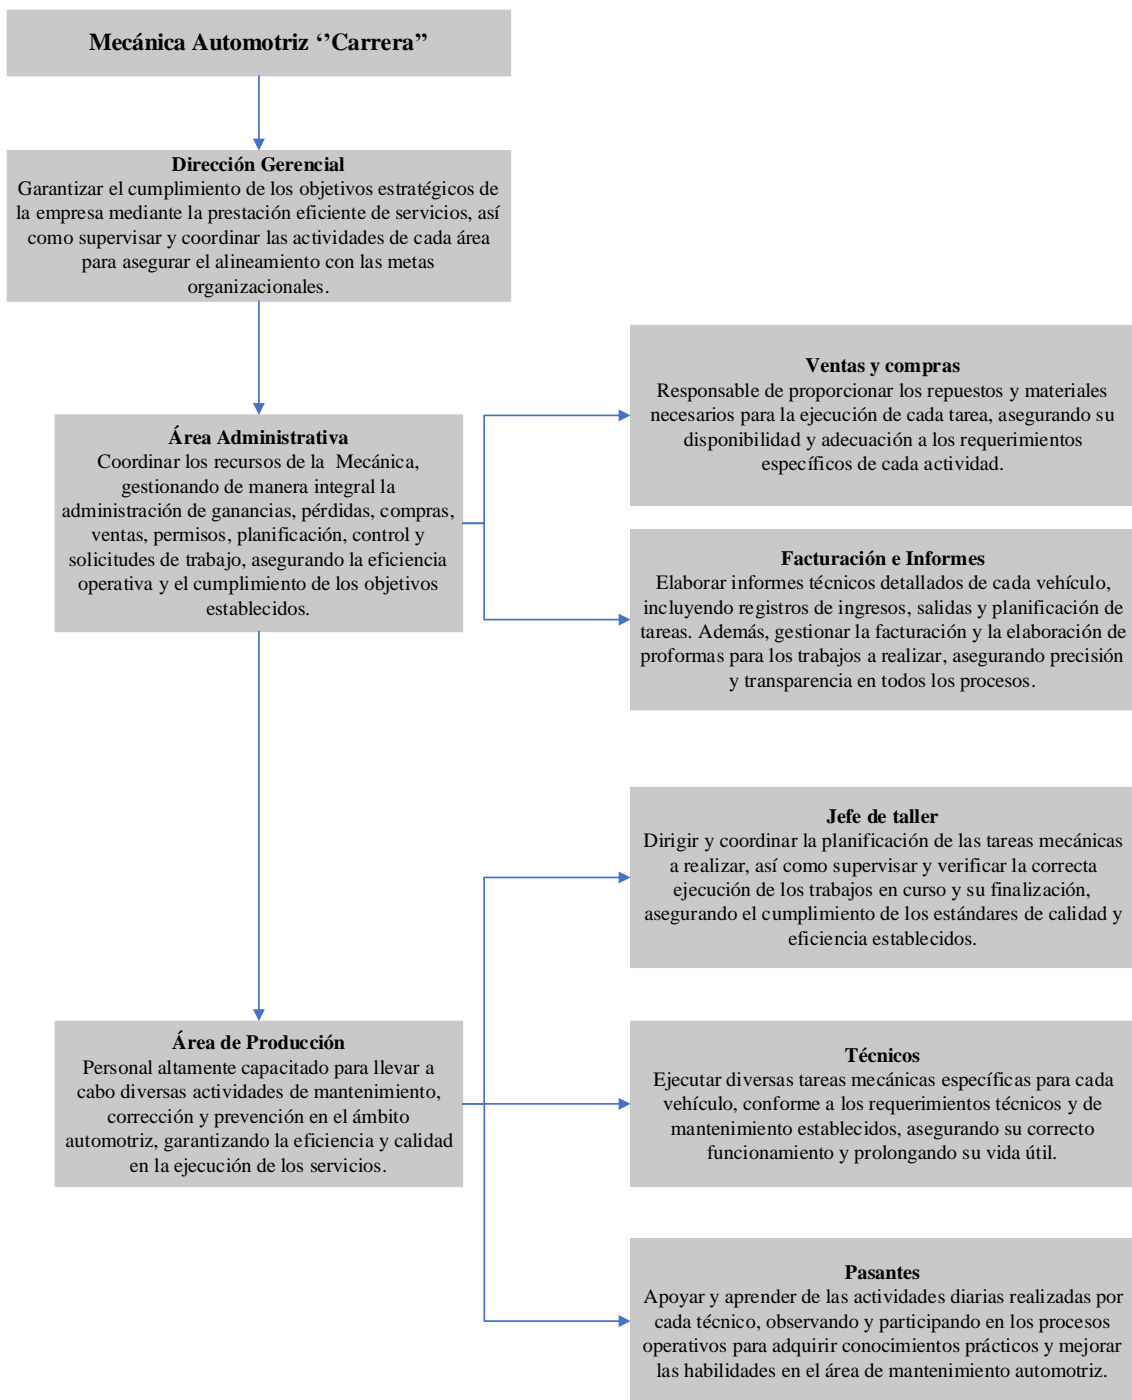 Mecánica Automotriz ‘’Carrera’’
Dirección Gerencial
Garantizar el cumplimiento de los objetivos estratégicos de
la empresa mediante la prestación eficiente de servicios, así
como supervisar y coordinar las actividades de cada área
para asegurar el alineamiento con las metas
organizacionales.
Área Administrativa
Coordinar los recursos de la Mecánica,
gestionando de manera integral la
administración de ganancias, pérdidas, compras,
ventas, permisos, planificación, control y
solicitudes de trabajo, asegurando la eficiencia
operativa y el cumplimiento de los objetivos
establecidos.
Ventas y compras
Responsable de proporcionar los repuestos y materiales
necesarios para la ejecución de cada tarea, asegurando su
disponibilidad y adecuación a los requerimientos
específicos de cada actividad.
Facturación e Informes
Elaborar informes técnicos detallados de cada vehículo,
incluyendo registros de ingresos, salidas y planificación de
tareas. Además, gestionar la facturación y la elaboración de
proformas para los trabajos a realizar, asegurando precisión
y transparencia en todos los procesos.
Área de Producción
Personal altamente capacitado para llevar a
cabo diversas actividades de mantenimiento,
corrección y prevención en el ámbito
automotriz, garantizando la eficiencia y calidad
en la ejecución de los servicios.
Jefe de taller
Dirigir y coordinar la planificación de las tareas mecánicas
a realizar, así como supervisar y verificar la correcta
ejecución de los trabajos en curso y su finalización,
asegurando el cumplimiento de los estándares de calidad y
eficiencia establecidos.
Técnicos
Ejecutar diversas tareas mecánicas específicas para cada
vehículo, conforme a los requerimientos técnicos y de
mantenimiento establecidos, asegurando su correcto
funcionamiento y prolongando su vida útil.
Pasantes
Apoyar y aprender de las actividades diarias realizadas por
cada técnico, observando y participando en los procesos
operativos para adquirir conocimientos prácticos y mejorar
las habilidades en el área de mantenimiento automotriz.